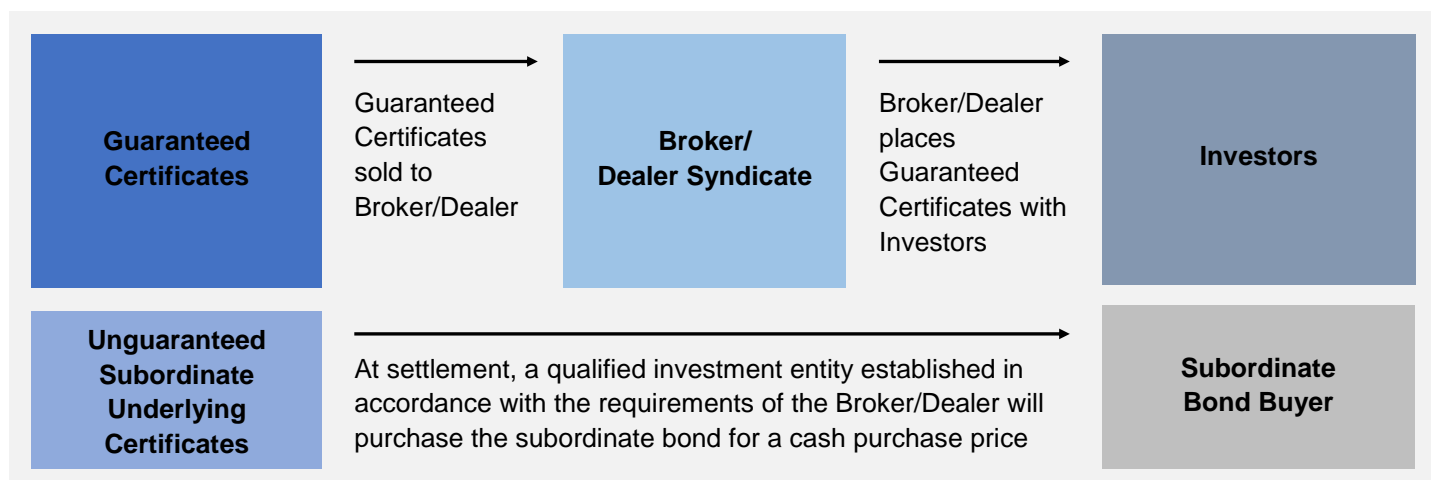 Guaranteed
Certificates
Guaranteed
Certificates
sold to
Broker/Dealer
Broker/
Dealer Syndicate
Broker/Dealer
places
Guaranteed
Certificates with
Investors
Investors
Unguaranteed
Subordinate
Underlying
Certificates
At settlement, a qualified investment entity established in
accordance with the requirements of the Broker/Dealer will
purchase the subordinate bond for a cash purchase price
Subordinate
Bond Buyer